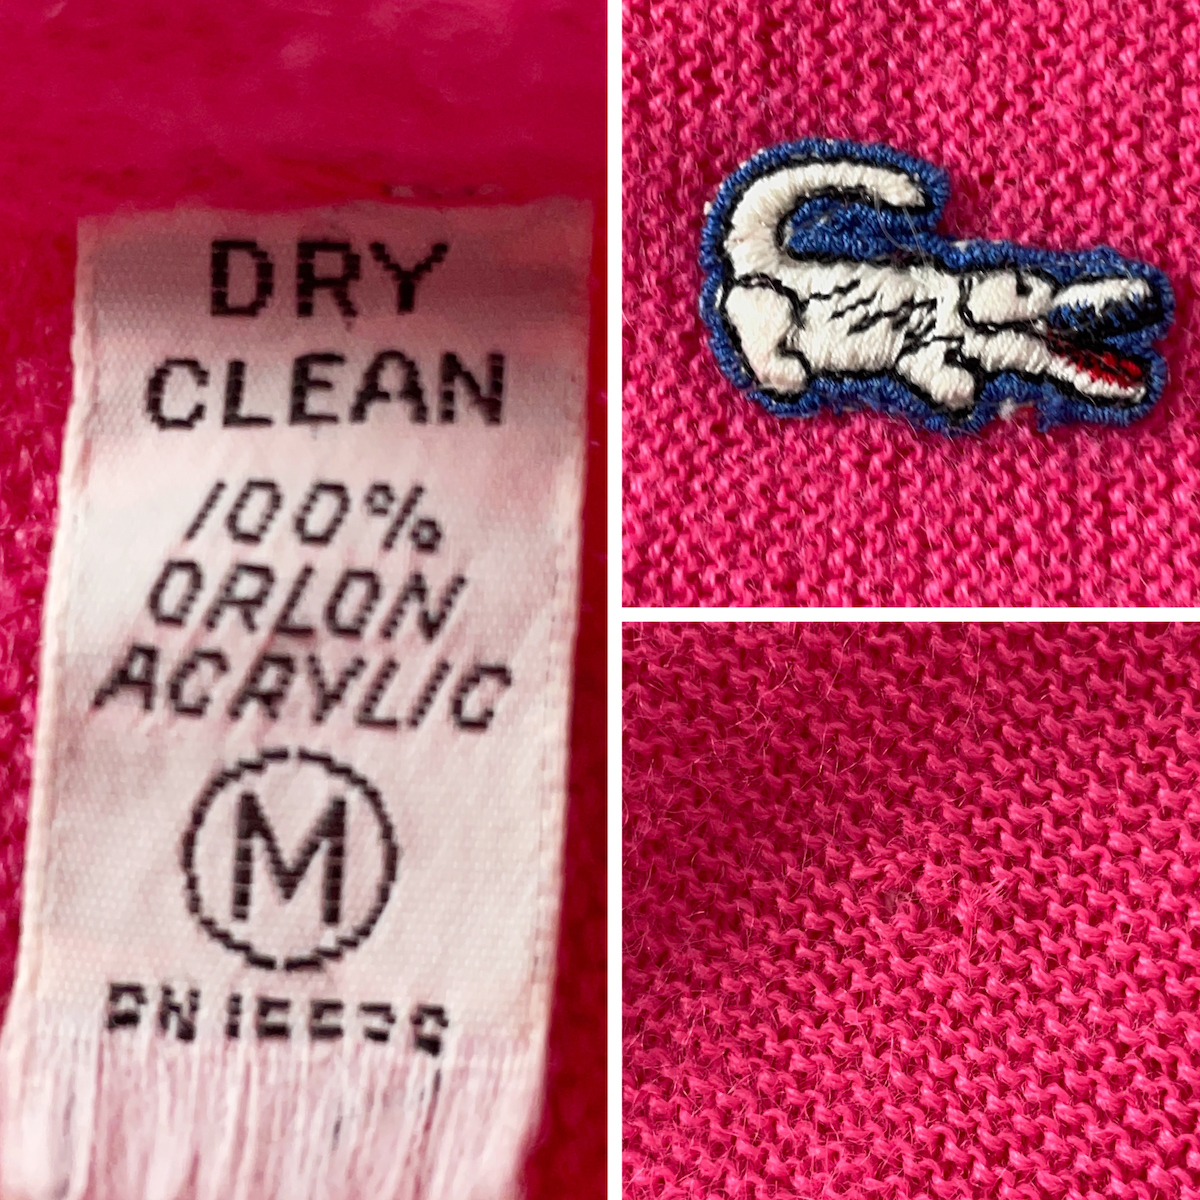 DRY
CLEAN
100%
ORLON
ACRYLIC
M